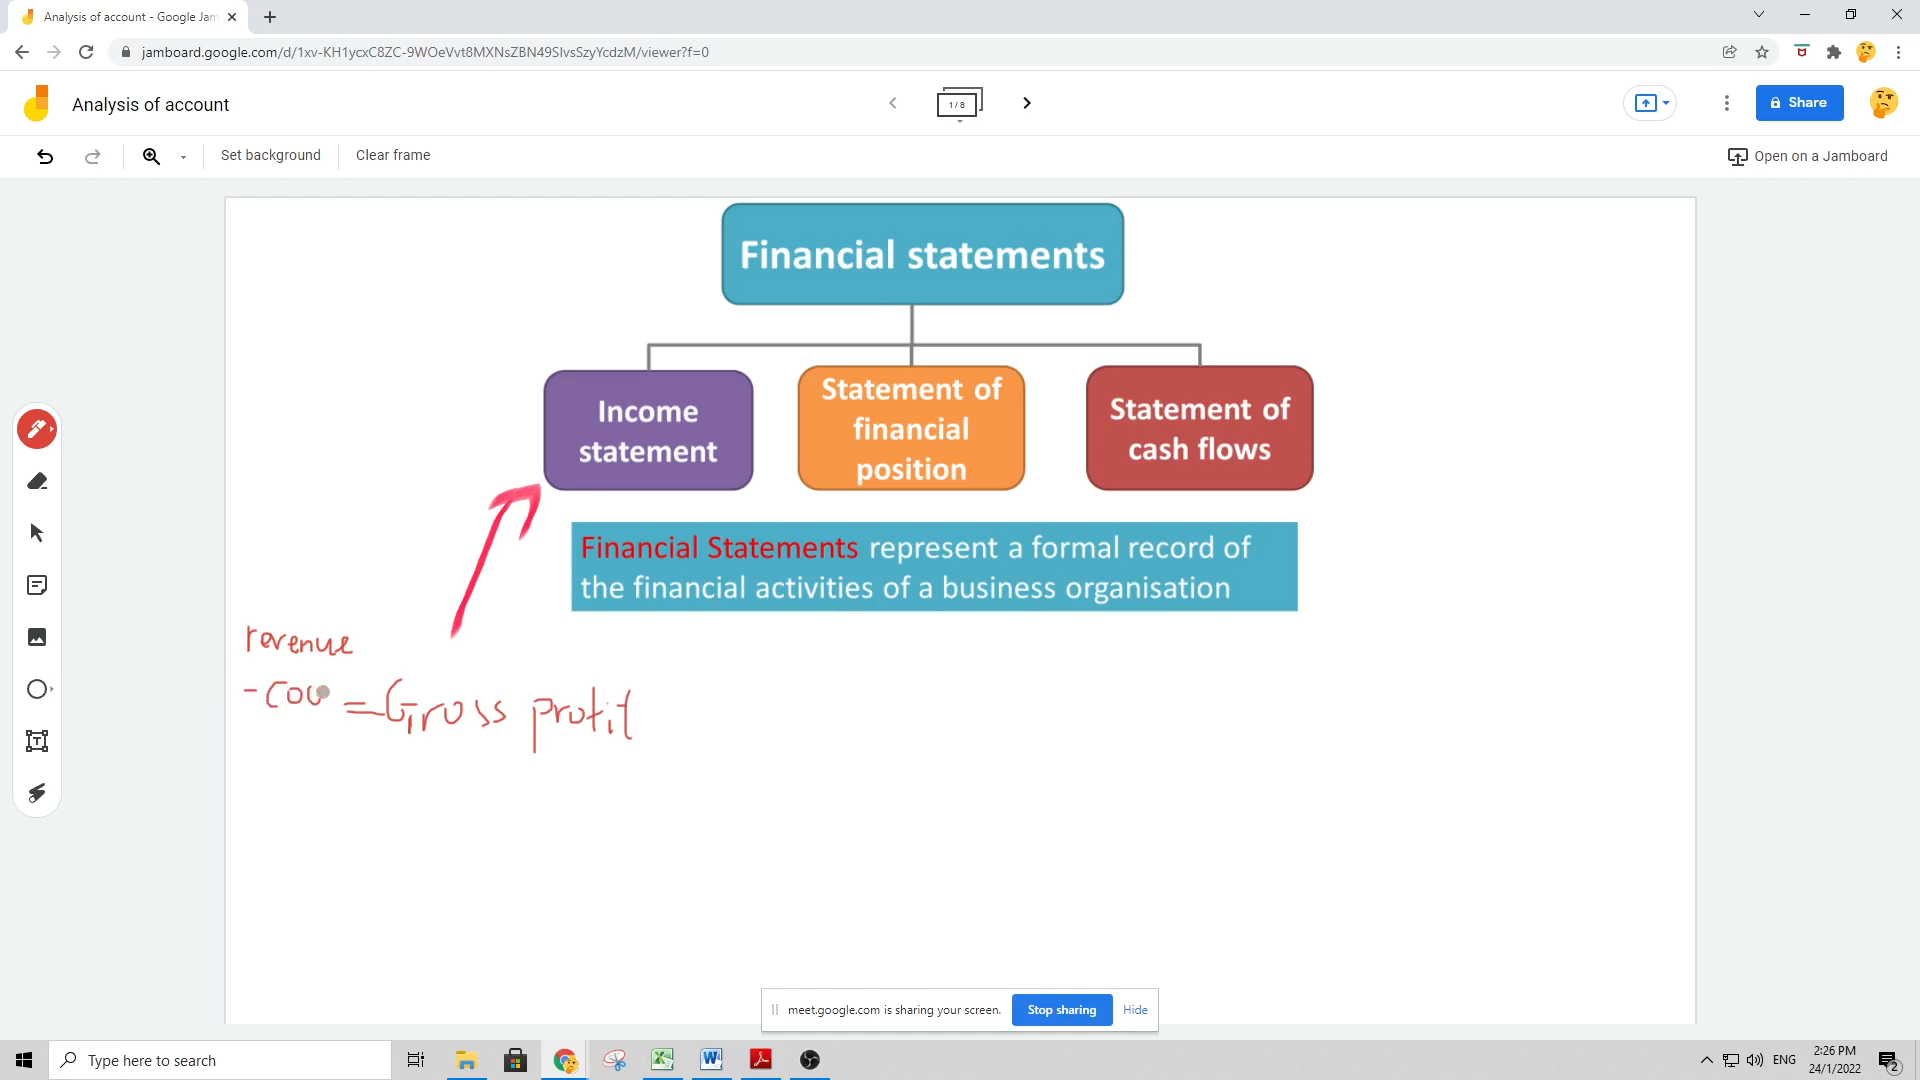 Analysis of account - Google Jam
jamboard.google.com/d/1xv-KH1ycxC8ZC-9WOeVvt8MXNsZBN49SlvsSzyYcdzM/viewer?f=0
Analysis of account
1 / 8
Share
Set background
Clear frame
Open on a Jamboard
Financial statements
Income
statement
Statement of
financial
position
Statement of
cash flows
Financial Statements represent a formal record of
the financial activities of a business organisation
revenue
- = Gross profit
meet.google.com is sharing your screen.
Stop sharing
Hide
Type here to search
ENG
2:26 PM
24/1/2022
2